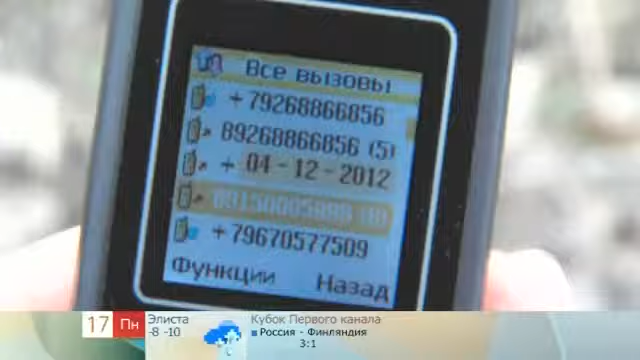 Все вызовы
+79268866856
89268866856 (5)
+ 04-12-2012
+79670577509
Функции Назад
17 Пн Элиста
-8 -10
Кубок Первого канала
Россия - Финляндия
3:1